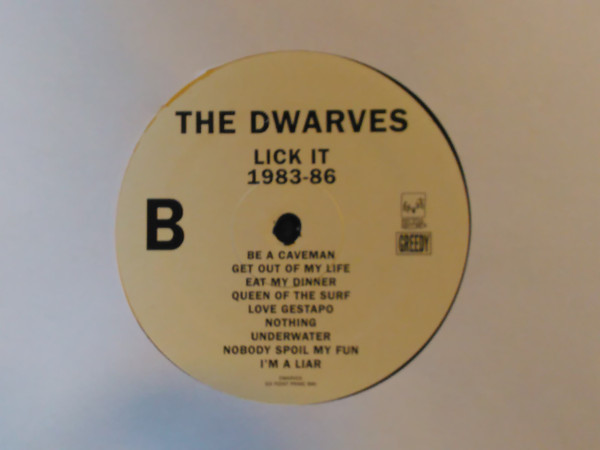 THE DWARVES
LICK IT
1983-86
B
GREEDY
BE A CAVEMAN
GET OUT OF MY LIFE
EAT MY DINNER
QUEEN OF THE SURF
LOVE GESTAPO
NOTHING
UNDERWATER
NOBODY SPOIL MY FUN
I'M A LIAR